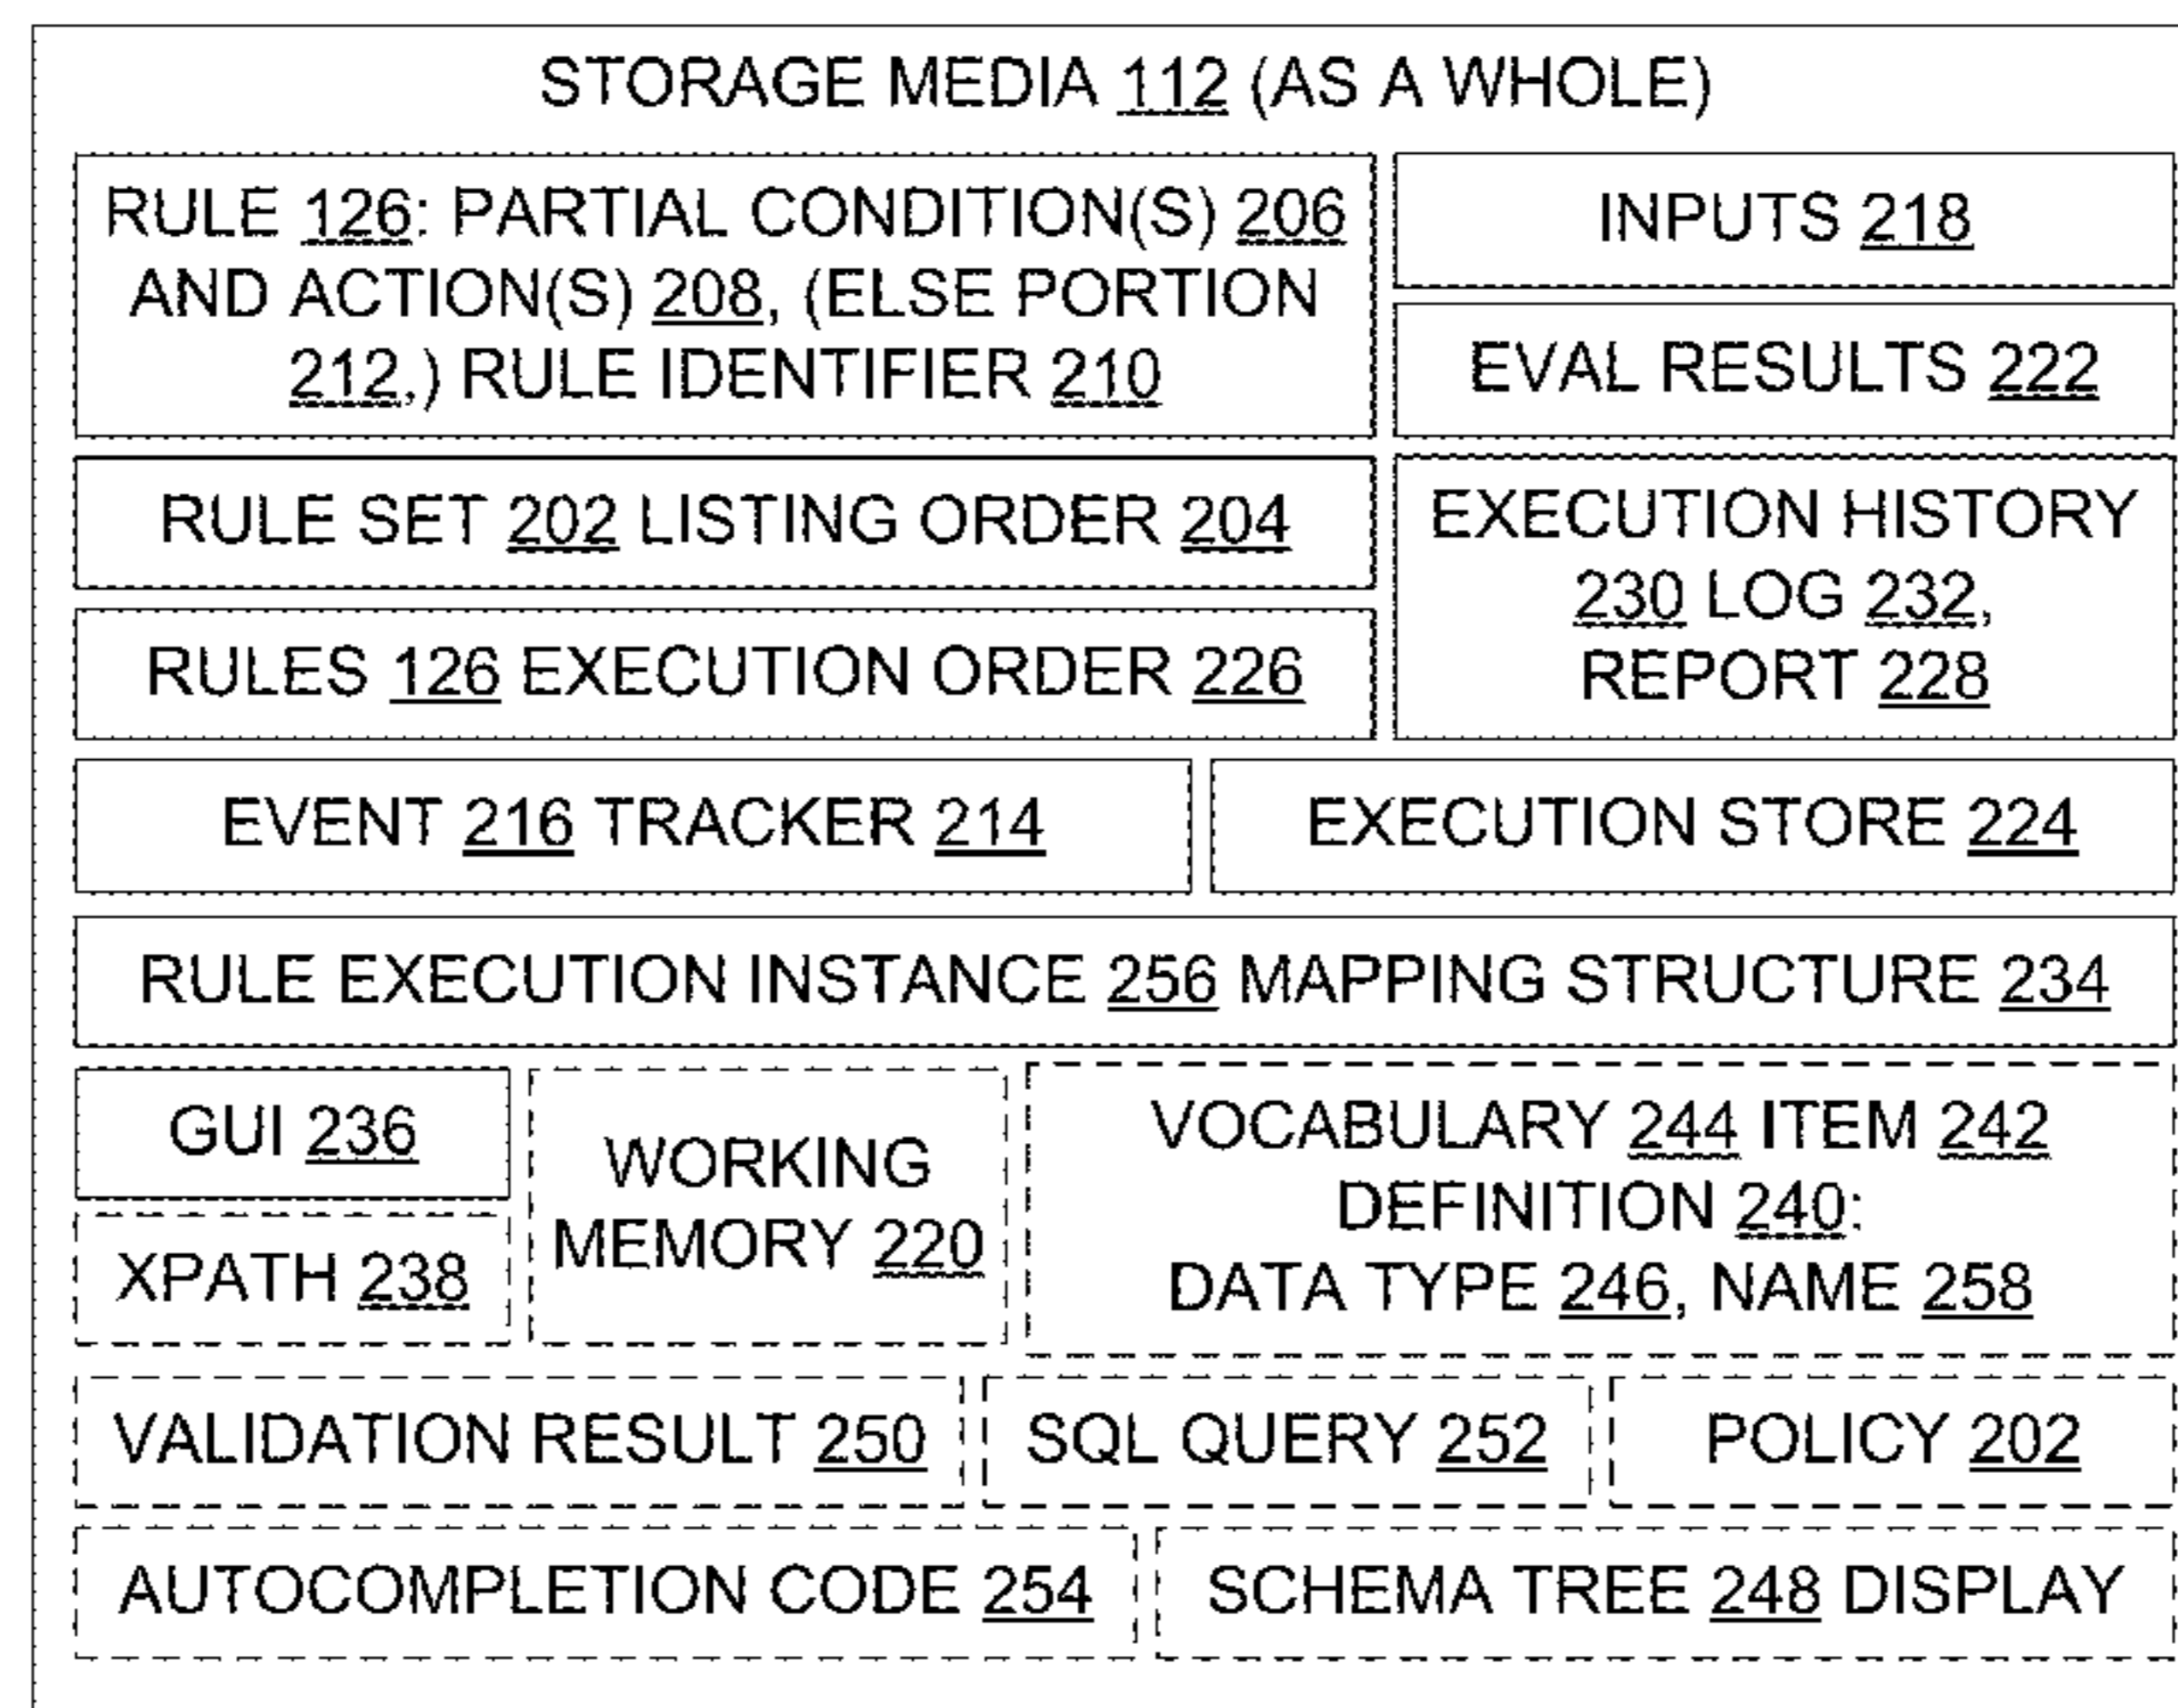 STORAGE MEDIA 112 (AS A WHOLE)
RULE 126: PARTIAL CONDITION(S) 206
AND ACTION(S) 208, (ELSE PORTION
212,) RULE IDENTIFIER 210
INPUTS 218
EVAL RESULTS 222
RULE SET 202 LISTING ORDER 204
RULES 126 EXECUTION ORDER 226
EXECUTION HISTORY
230 LOG 232,
REPORT 228
EVENT 216 TRACKER 214
EXECUTION STORE 224
RULE EXECUTION INSTANCE 256 MAPPING STRUCTURE 234
GUI 236
XPATH 238
WORKING
MEMORY 220
VOCABULARY 244 ITEM 242
DEFINITION 240:
DATA TYPE 246, NAME 258
VALIDATION RESULT 250
SQL QUERY 252
POLICY 202
AUTOCOMPLETION CODE 254
SCHEMA TREE 248 DISPLAY